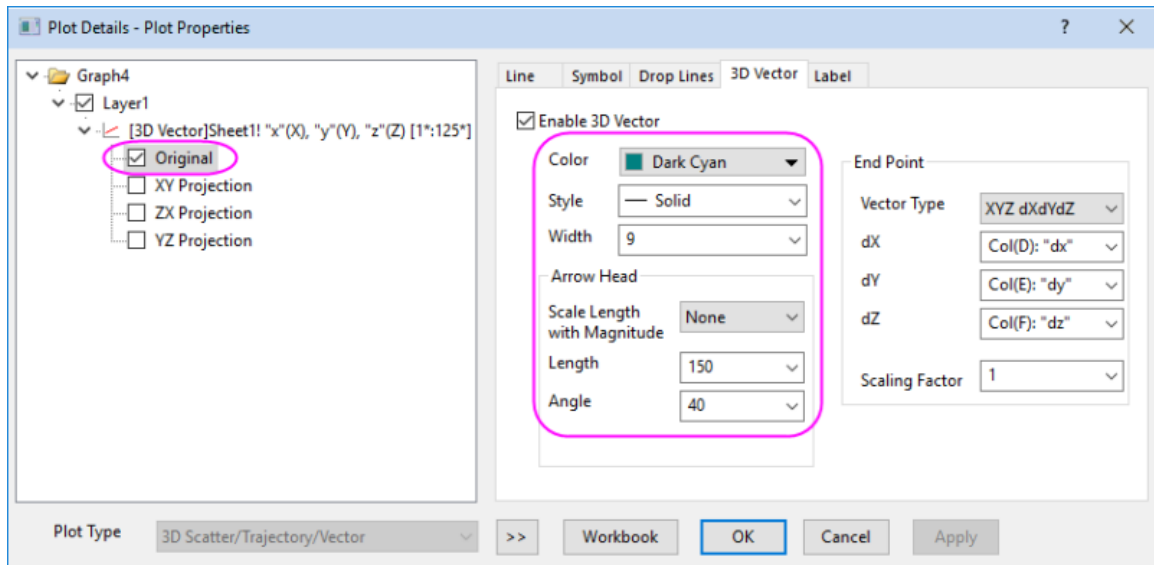 Plot Details - Plot Properties ?
Graph4
Layer1
[3D Vector]Sheet1! "x"(X), "y"(Y), "z"(Z) [1*:125*]
Original
XY Projection
ZX Projection
YZ Projection
Line Symbol Drop Lines 3D Vector Label
Enable 3D Vector
Color Dark Cyan
Style Solid
Width 9
Arrow Head
Scale Length
with Magnitude None
Length 150
Angle 40
End Point
Vector Type XYZ dXdYdZ
dX Col(D): "dx"
dY Col(E): "dy"
dZ Col(F): "dz"
Scaling Factor 1
Plot Type 3D Scatter/Trajectory/Vector >> Workbook OK Cancel Apply